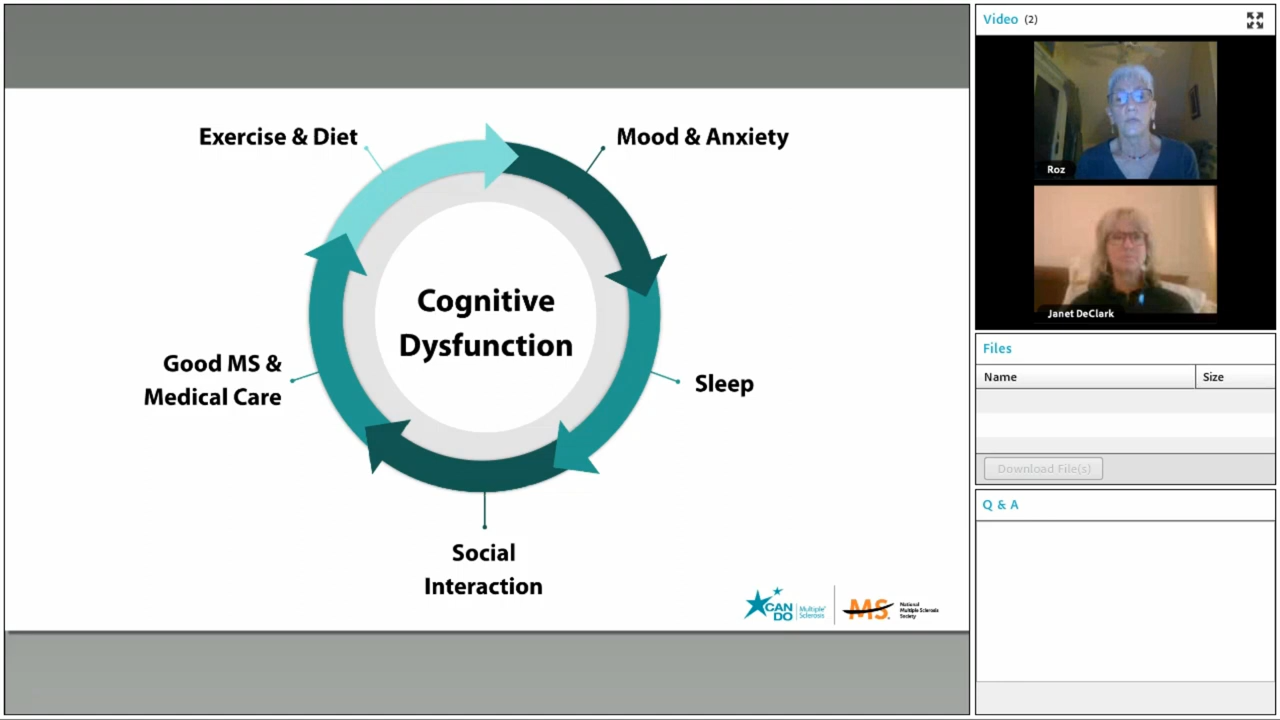 Exercise & Diet
Mood & Anxiety
Cognitive
Dysfunction
Good MS &
Medical Care
Sleep
Social
Interaction
CAN
DO
Multiple
Sclerosis
MS
National
Multiple Sclerosis
Society
Video (2)
Roz
Janet DeClark
Files
Name Size
Download File(s)
Q & A